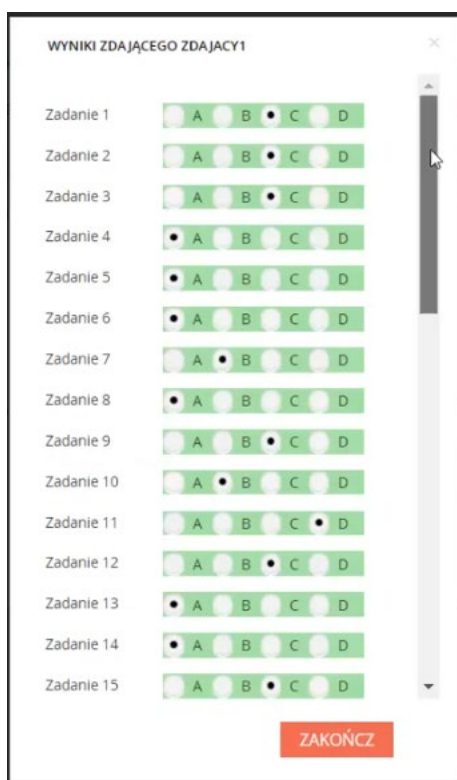 WYNIKI ZDAJĄCEGO ZDAJACY1 ×
Zadanie 1 A B C D
Zadanie 2 A B C D
Zadanie 3 A B C D
Zadanie 4 A B C D
Zadanie 5 A B C D
Zadanie 6 A B C D
Zadanie 7 A B C D
Zadanie 8 A B C D
Zadanie 9 A B C D
Zadanie 10 A B C D
Zadanie 11 A B C D
Zadanie 12 A B C D
Zadanie 13 A B C D
Zadanie 14 A B C D
Zadanie 15 A B C D
ZAKOŃCZ